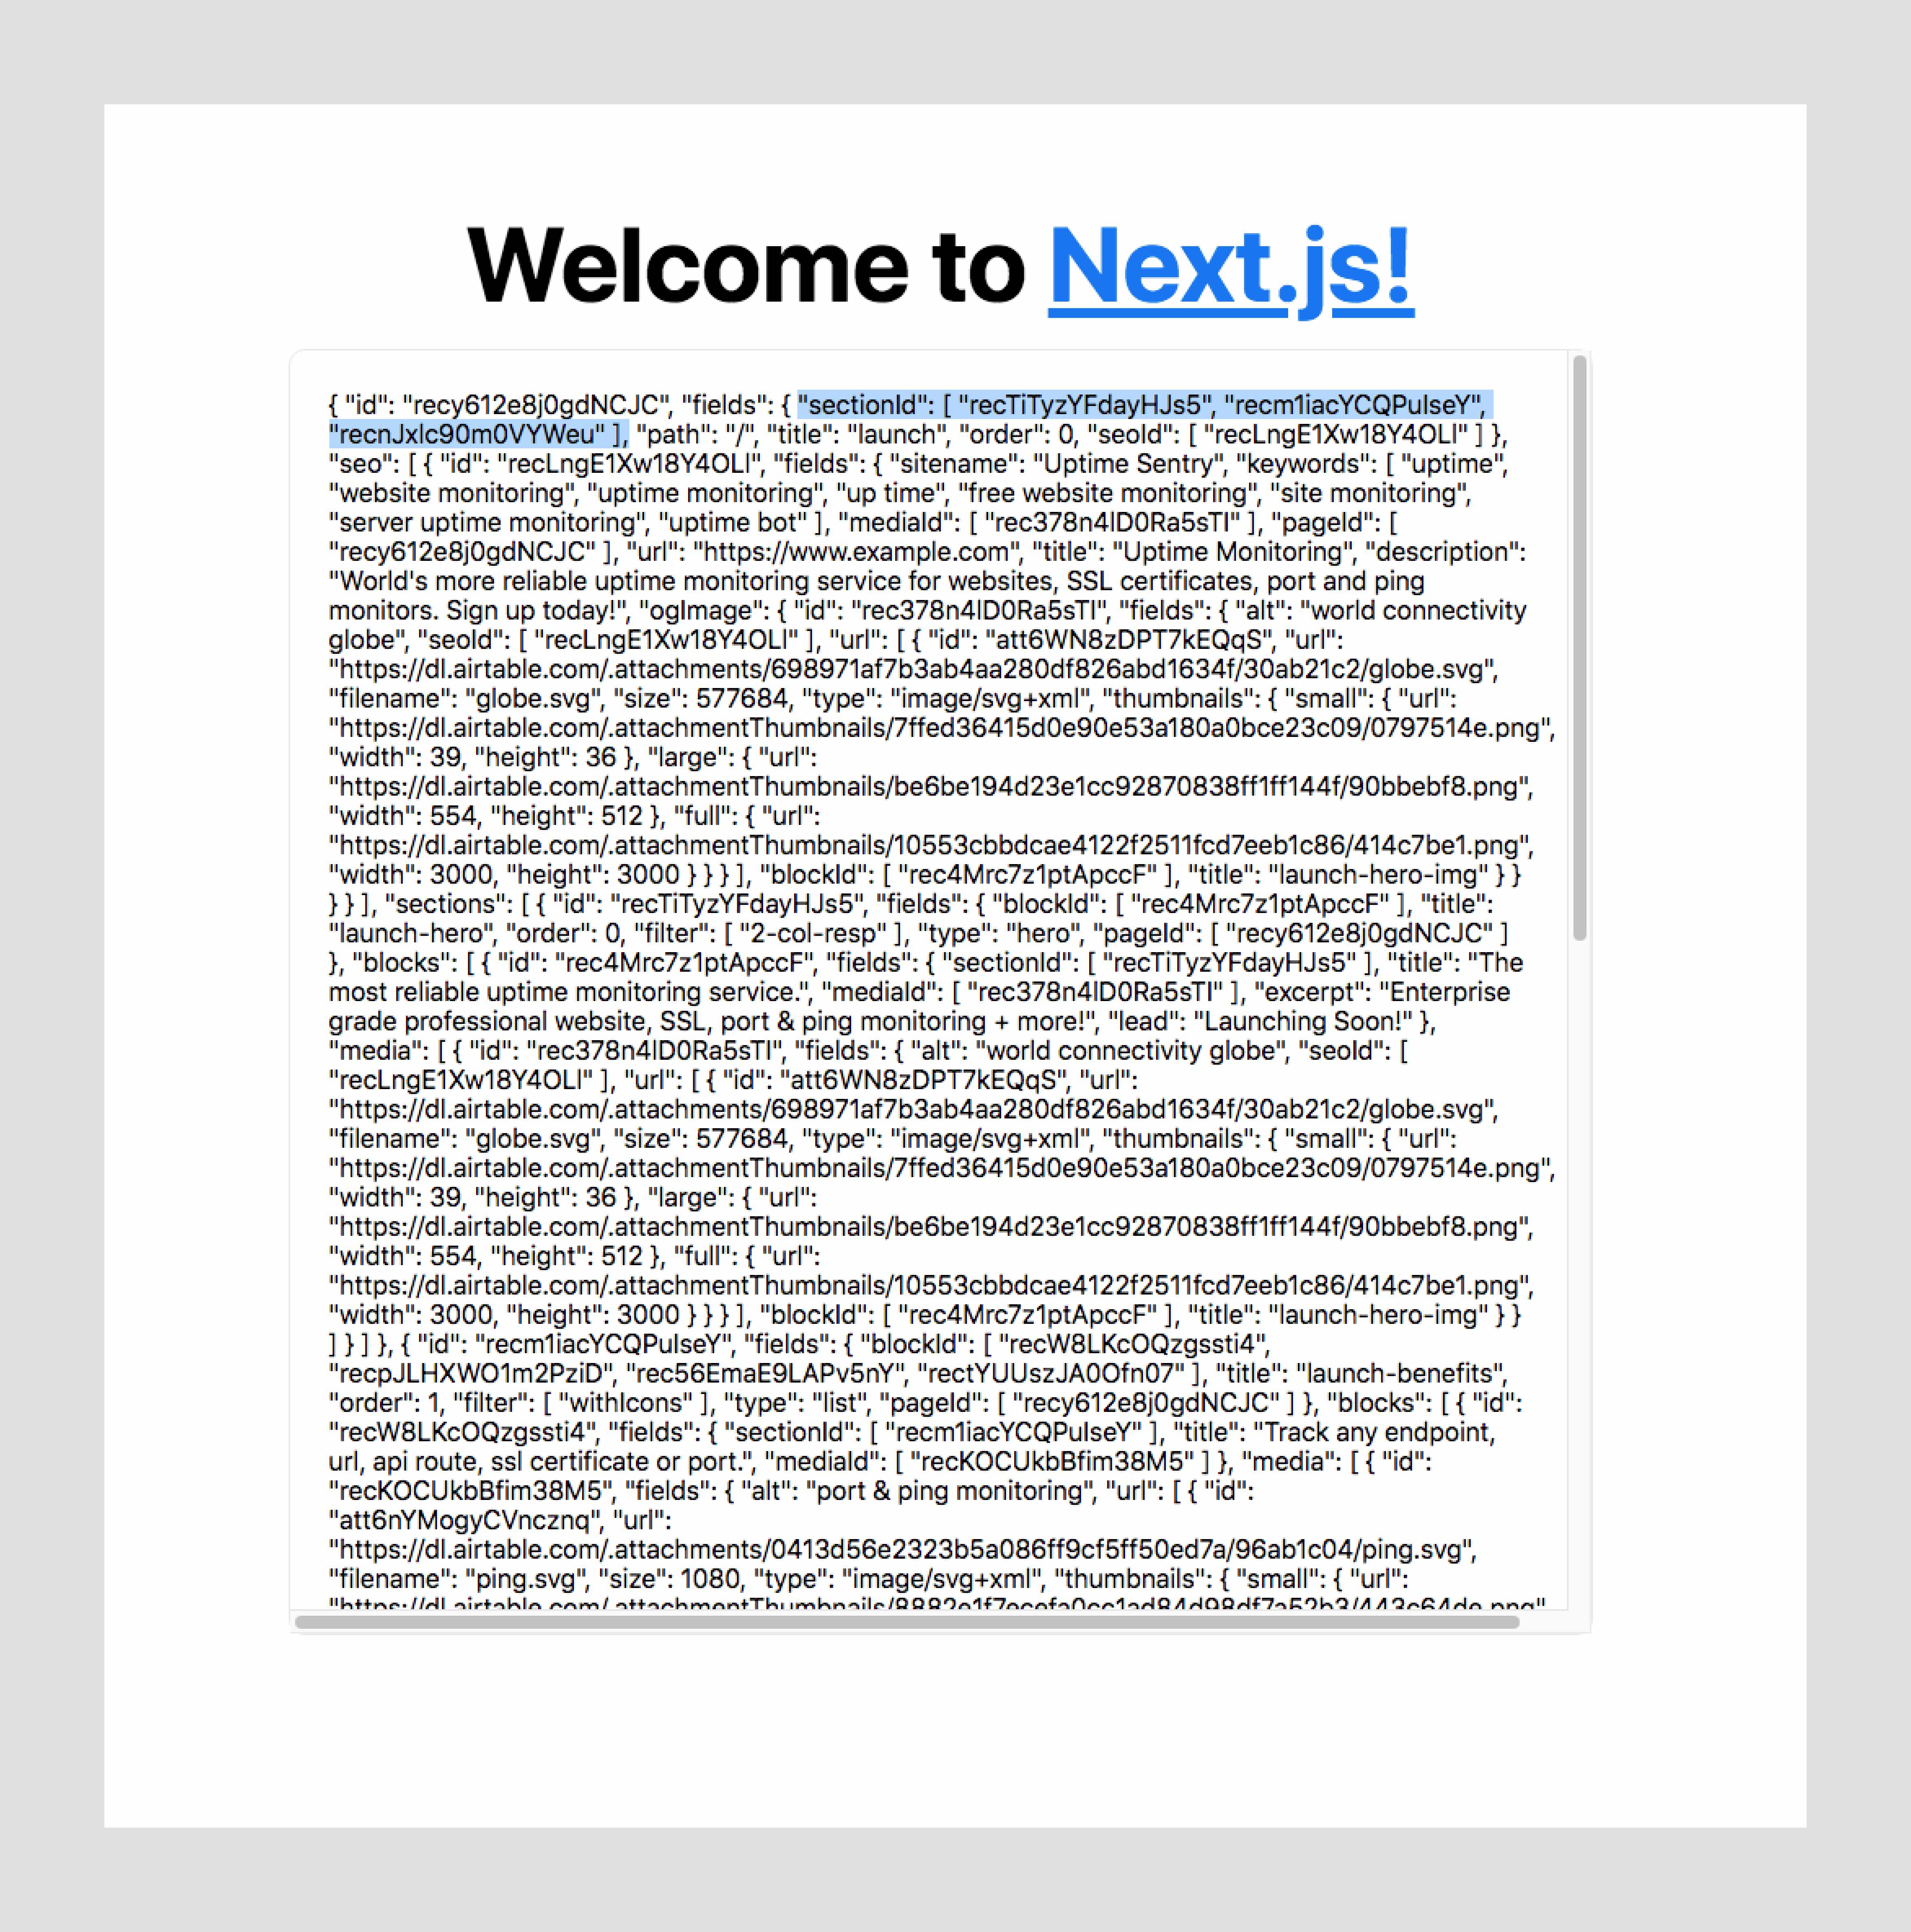 Welcome to Next.js!
{ "id": "recy612e8j0gdNCJC", "fields": { "sectionId": [ "recTiTyzYFdayHJs5", "recm1iacYCQPulseY",
"recnJxlc90m0VYWeu" ], "path": "/", "title": "launch", "order": 0, "seoId": [ "recLngE1Xw18Y4OLl" ] },
"seo": [ { "id": "recLngE1Xw18Y4OLl", "fields": { "sitename": "Uptime Sentry", "keywords": [ "uptime",
"website monitoring", "uptime monitoring", "up time", "free website monitoring", "site monitoring",
"server uptime monitoring", "uptime bot" ], "mediaId": [ "rec378n4lD0Ra5sTl" ], "pageId": [
"recy612e8j0gdNCJC" ], "url": "https://www.example.com", "title": "Uptime Monitoring", "description":
"World's more reliable uptime monitoring service for websites, SSL certificates, port and ping
monitors. Sign up today!", "ogImage": { "id": "rec378n4lD0Ra5sTl", "fields": { "alt": "world connectivity
globe", "seoId": [ "recLngE1Xw18Y4OLl" ], "url": [ { "id": "att6WN8zDPT7kEQqS", "url":
"https://dl.airtable.com/.attachments/698971af7b3ab4aa280df826abd1634f/30ab21c2/globe.svg",
"filename": "globe.svg", "size": 577684, "type": "image/svg+xml", "thumbnails": { "small": { "url":
"https://dl.airtable.com/.attachmentThumbnails/7ffed36415d0e90e53a180a0bce23c09/0797514e.png",
"width": 39, "height": 36 }, "large": { "url":
"https://dl.airtable.com/.attachmentThumbnails/be6be194d23e1cc92870838ff1ff144f/90bbebf8.png",
"width": 554, "height": 512 }, "full": { "url":
"https://dl.airtable.com/.attachmentThumbnails/10553cbbdcae4122f2511fcd7eeb1c86/414c7be1.png",
"width": 3000, "height": 3000 } } } ], "blockId": [ "rec4Mrc7z1ptApccF" ], "title": "launch-hero-img" } }
} } ], "sections": [ { "id": "recTiTyzYFdayHJs5", "fields": { "blockId": [ "rec4Mrc7z1ptApccF" ], "title":
"launch-hero", "order": 0, "filter": [ "2-col-resp" ], "type": "hero", "pageId": [ "recy612e8j0gdNCJC" ]
}, "blocks": [ { "id": "rec4Mrc7z1ptApccF", "fields": { "sectionId": [ "recTiTyzYFdayHJs5" ], "title": "The
most reliable uptime monitoring service.", "mediaId": [ "rec378n4lD0Ra5sTl" ], "excerpt": "Enterprise
grade professional website, SSL, port & ping monitoring + more!", "lead": "Launching Soon!" },
"media": [ { "id": "rec378n4lD0Ra5sTl", "fields": { "alt": "world connectivity globe", "seoId": [
"recLngE1Xw18Y4OLl" ], "url": [ { "id": "att6WN8zDPT7kEQqS", "url":
"https://dl.airtable.com/.attachments/698971af7b3ab4aa280df826abd1634f/30ab21c2/globe.svg",
"filename": "globe.svg", "size": 577684, "type": "image/svg+xml", "thumbnails": { "small": { "url":
"https://dl.airtable.com/.attachmentThumbnails/7ffed36415d0e90e53a180a0bce23c09/0797514e.png",
"width": 39, "height": 36 }, "large": { "url":
"https://dl.airtable.com/.attachmentThumbnails/be6be194d23e1cc92870838ff1ff144f/90bbebf8.png",
"width": 554, "height": 512 }, "full": { "url":
"https://dl.airtable.com/.attachmentThumbnails/10553cbbdcae4122f2511fcd7eeb1c86/414c7be1.png",
"width": 3000, "height": 3000 } } } ], "blockId": [ "rec4Mrc7z1ptApccF" ], "title": "launch-hero-img" } }
] } ] }, { "id": "recm1iacYCQPulseY", "fields": { "blockId": [ "recW8LKcOQzgssti4",
"recpJLHXWO1m2PziD", "rec56EmaE9LAPv5nY", "rectYUUszJA0Ofn07" ], "title": "launch-benefits",
"order": 1, "filter": [ "withIcons" ], "type": "list", "pageId": [ "recy612e8j0gdNCJC" ] }, "blocks": [ { "id":
"recW8LKcOQzgssti4", "fields": { "sectionId": [ "recm1iacYCQPulseY" ], "title": "Track any endpoint,
url, api route, ssl certificate or port.", "mediaId": [ "recKOCUkbBfim38M5" ] }, "media": [ { "id":
"recKOCUkbBfim38M5", "fields": { "alt": "port & ping monitoring", "url": [ { "id":
"att6nYMogyCVncznq", "url":
"https://dl.airtable.com/.attachments/0413d56e2323b5a086ff9cf5ff50ed7a/96ab1c04/ping.svg",
"filename": "ping.svg", "size": 1080, "type": "image/svg+xml", "thumbnails": { "small": { "url":